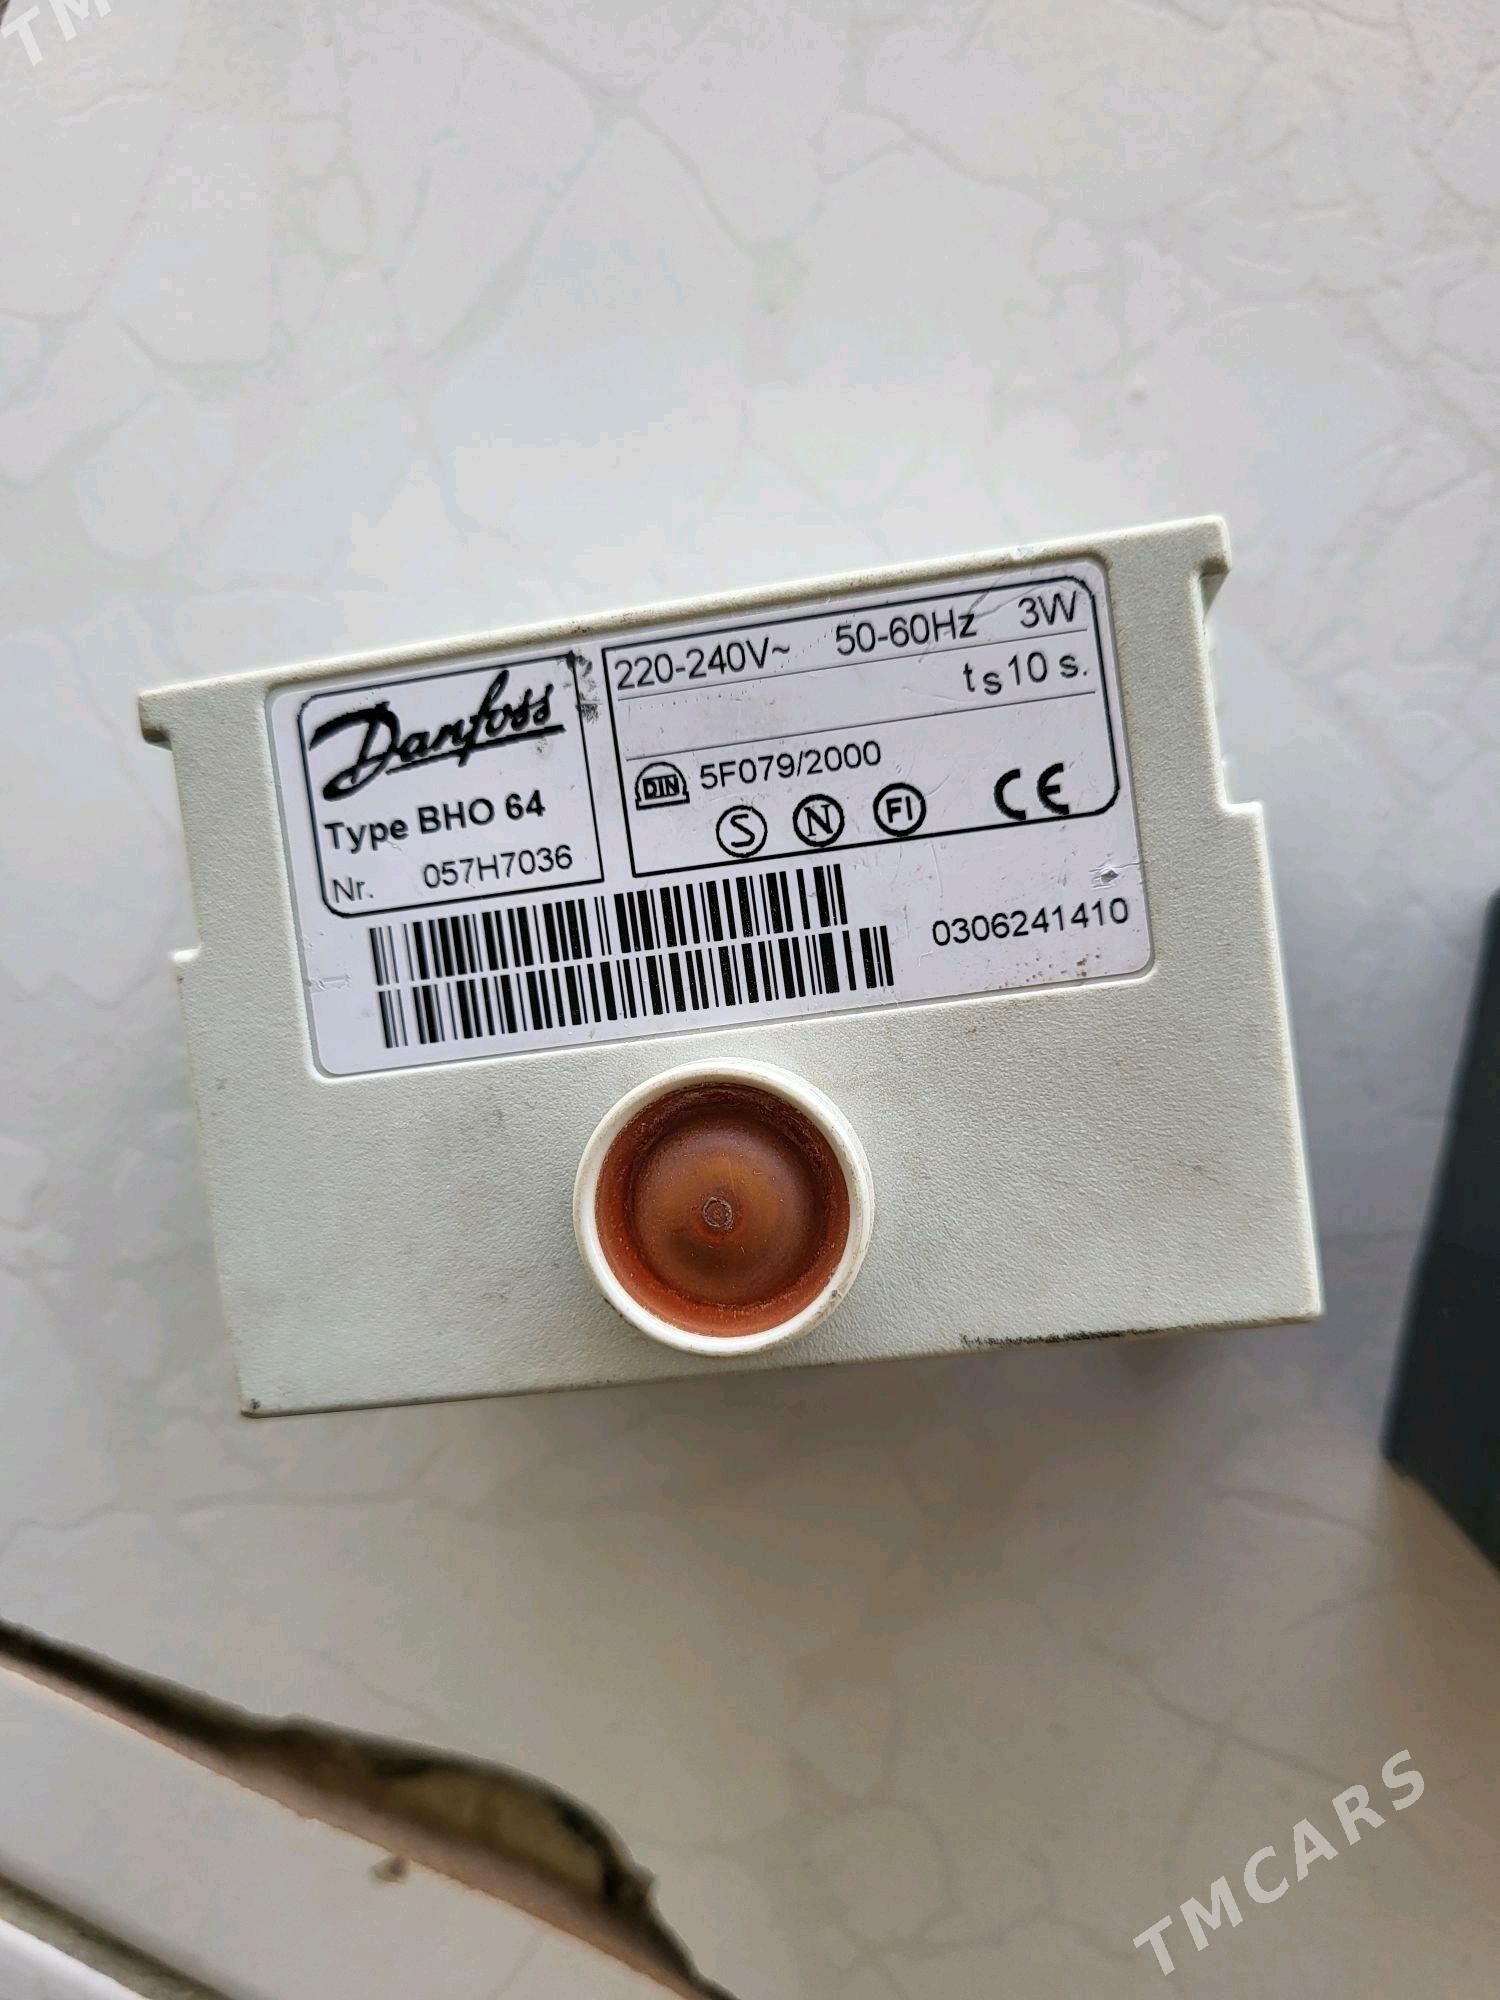 TM
220-240V~ 50-60Hz 3W
ts 10 s.
Danfoss
Type BHO 64
Nr. 057H7036
DIN 5F079/2000
S N FI CE
0306241410
TMCARS